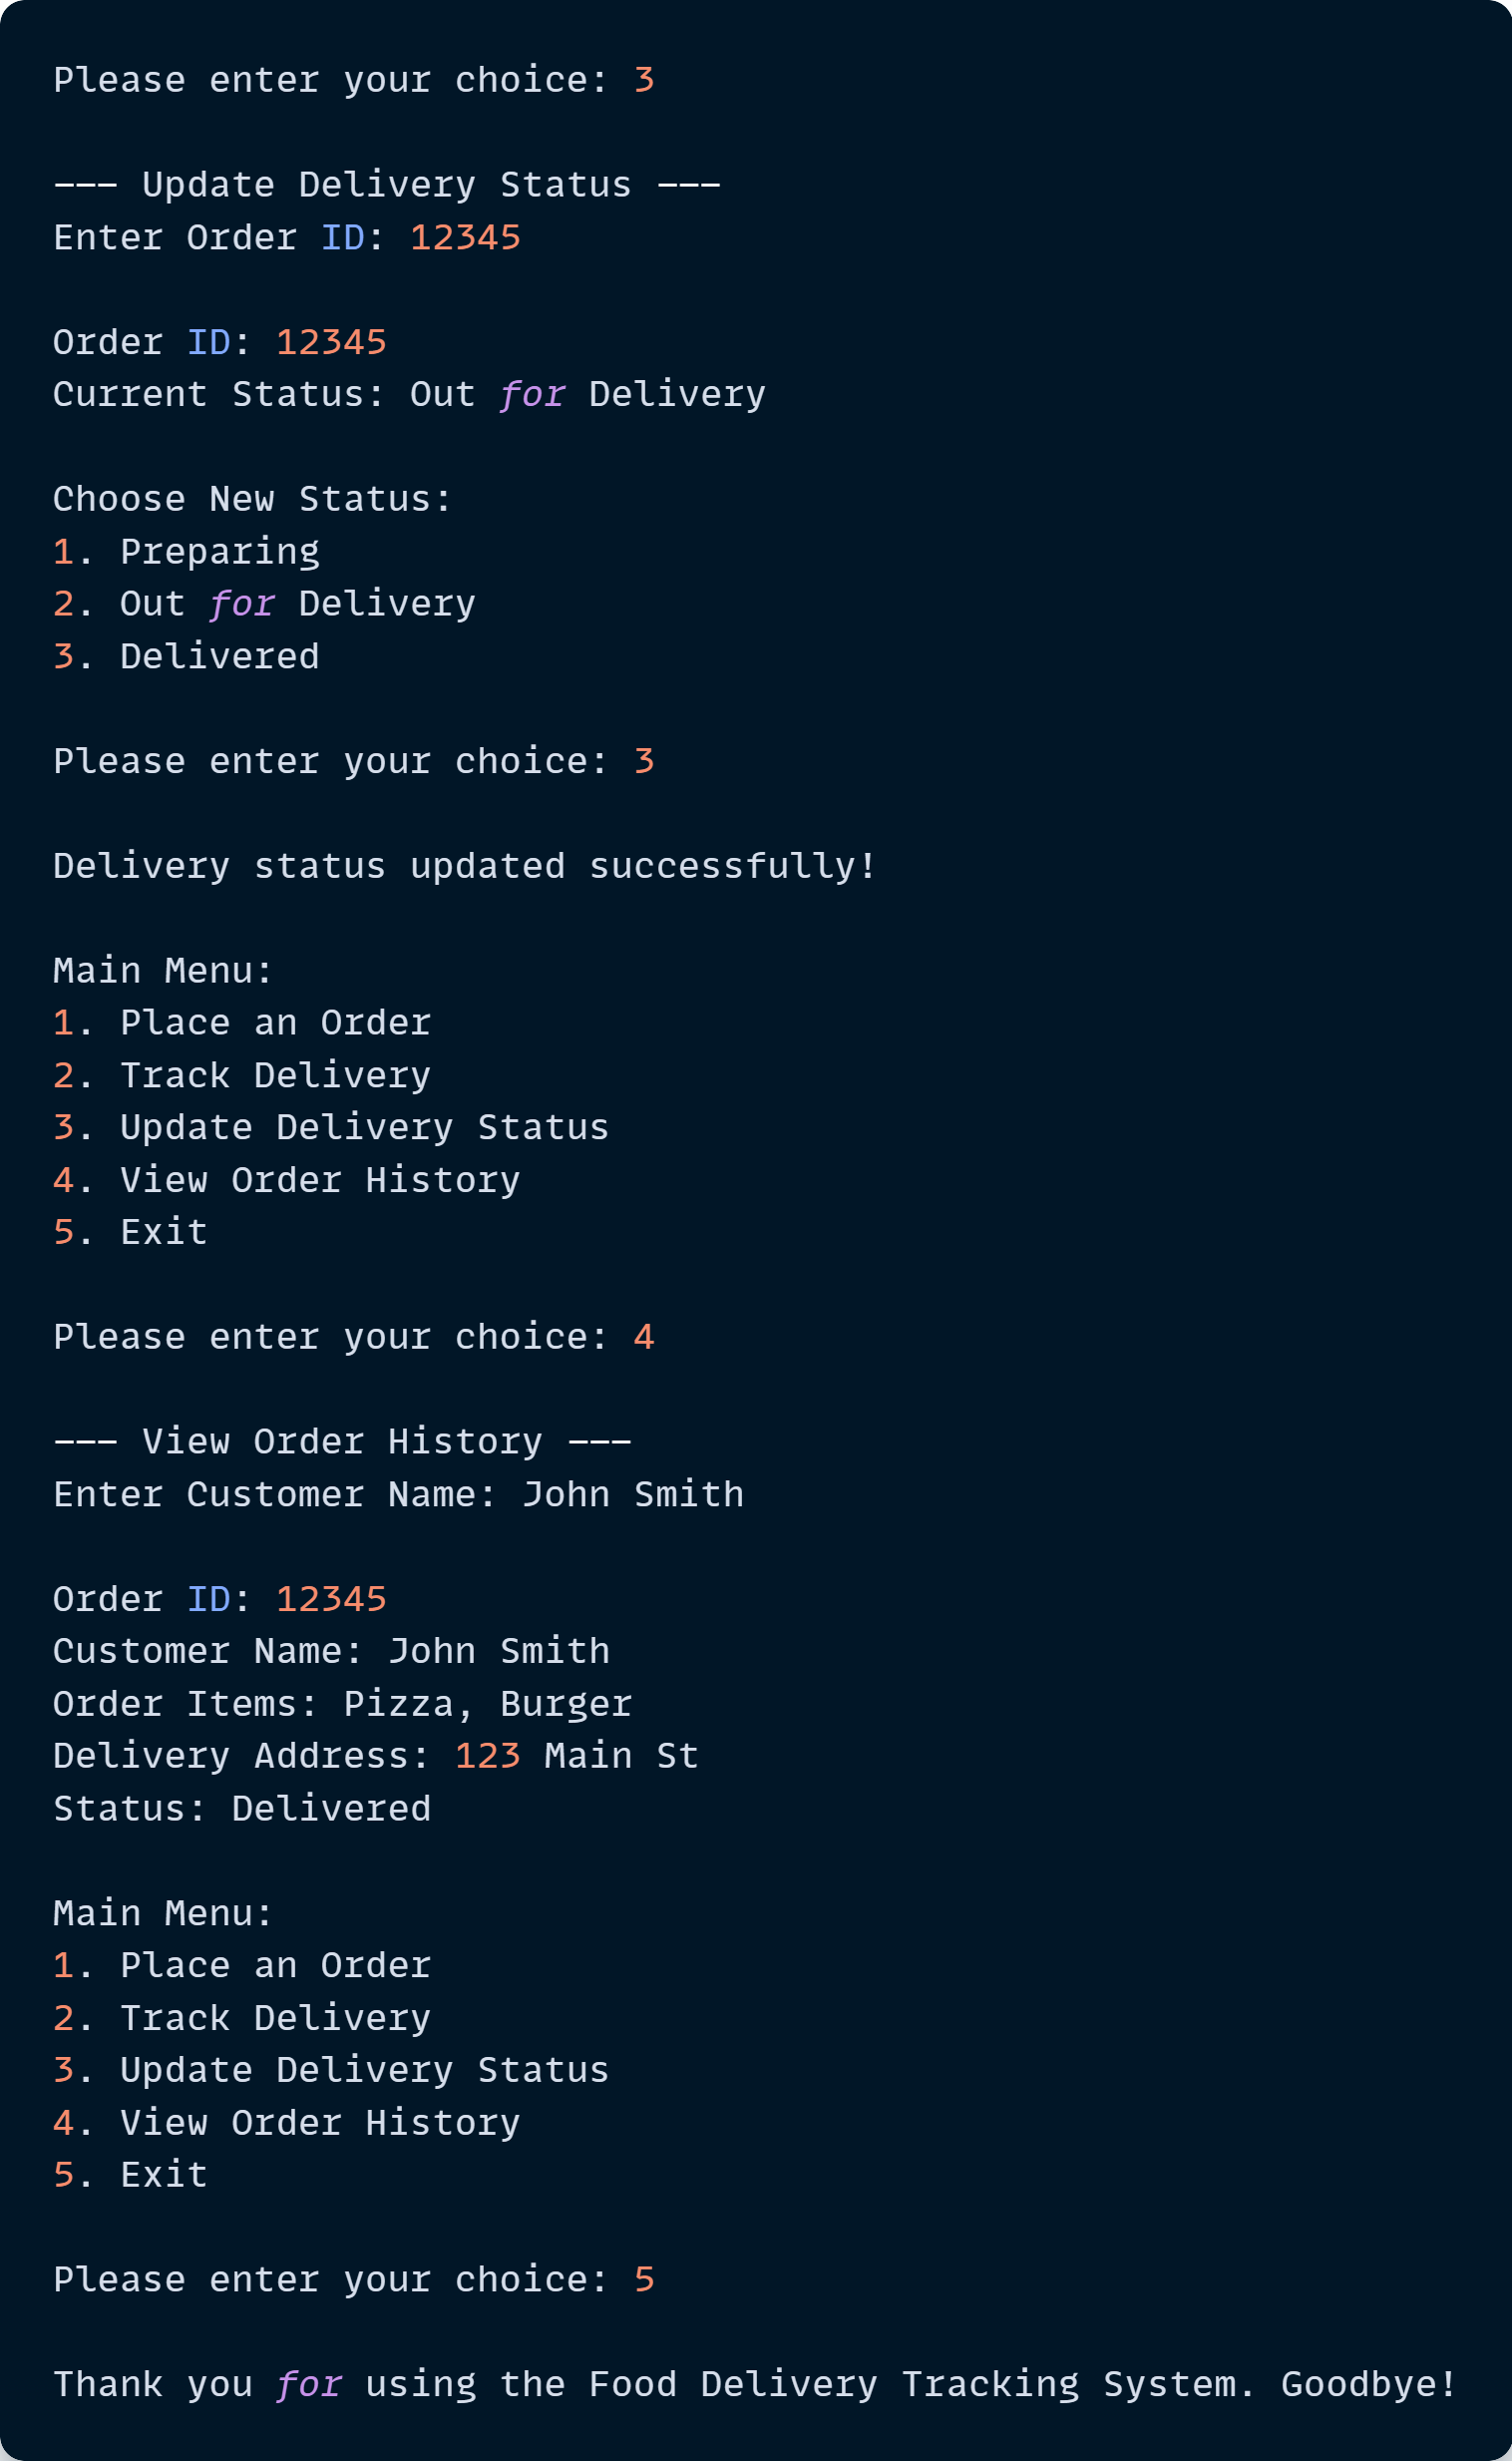 Please enter your choice: 3
--- Update Delivery Status ---
Enter Order ID: 12345
Order ID: 12345
Current Status: Out for Delivery
Choose New Status:
1. Preparing
2. Out for Delivery
3. Delivered
Please enter your choice: 3
Delivery status updated successfully!
Main Menu:
1. Place an Order
2. Track Delivery
3. Update Delivery Status
4. View Order History
5. Exit
Please enter your choice: 4
--- View Order History ---
Enter Customer Name: John Smith
Order ID: 12345
Customer Name: John Smith
Order Items: Pizza, Burger
Delivery Address: 123 Main St
Status: Delivered
Main Menu:
1. Place an Order
2. Track Delivery
3. Update Delivery Status
4. View Order History
5. Exit
Please enter your choice: 5
Thank you for using the Food Delivery Tracking System. Goodbye!